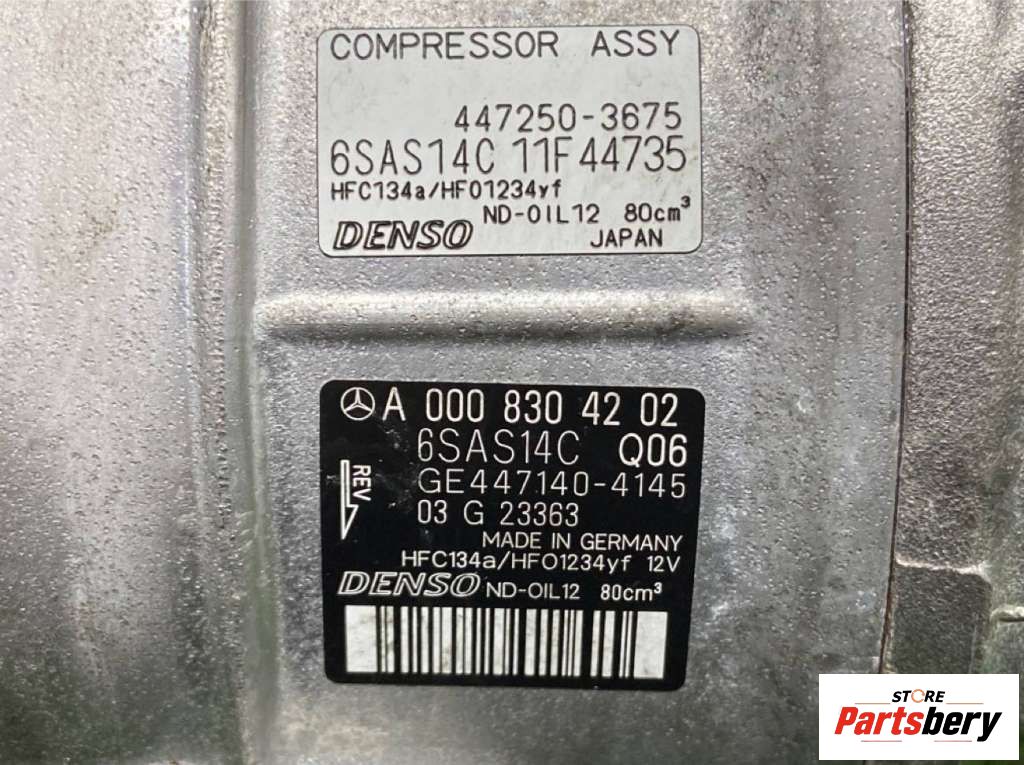 COMPRESSOR ASSY
447250-3675
6SAS14C 11F44735
HFC134a/HFO1234yf
ND-OIL12 80cm³
DENSO JAPAN
A 000 830 42 02
6SAS14C Q06
REV GE447140-4145
03 G 23363
MADE IN GERMANY
HFC134a/HFO1234yf 12V
DENSO ND-OIL12 80cm³
STORE
Partsbery